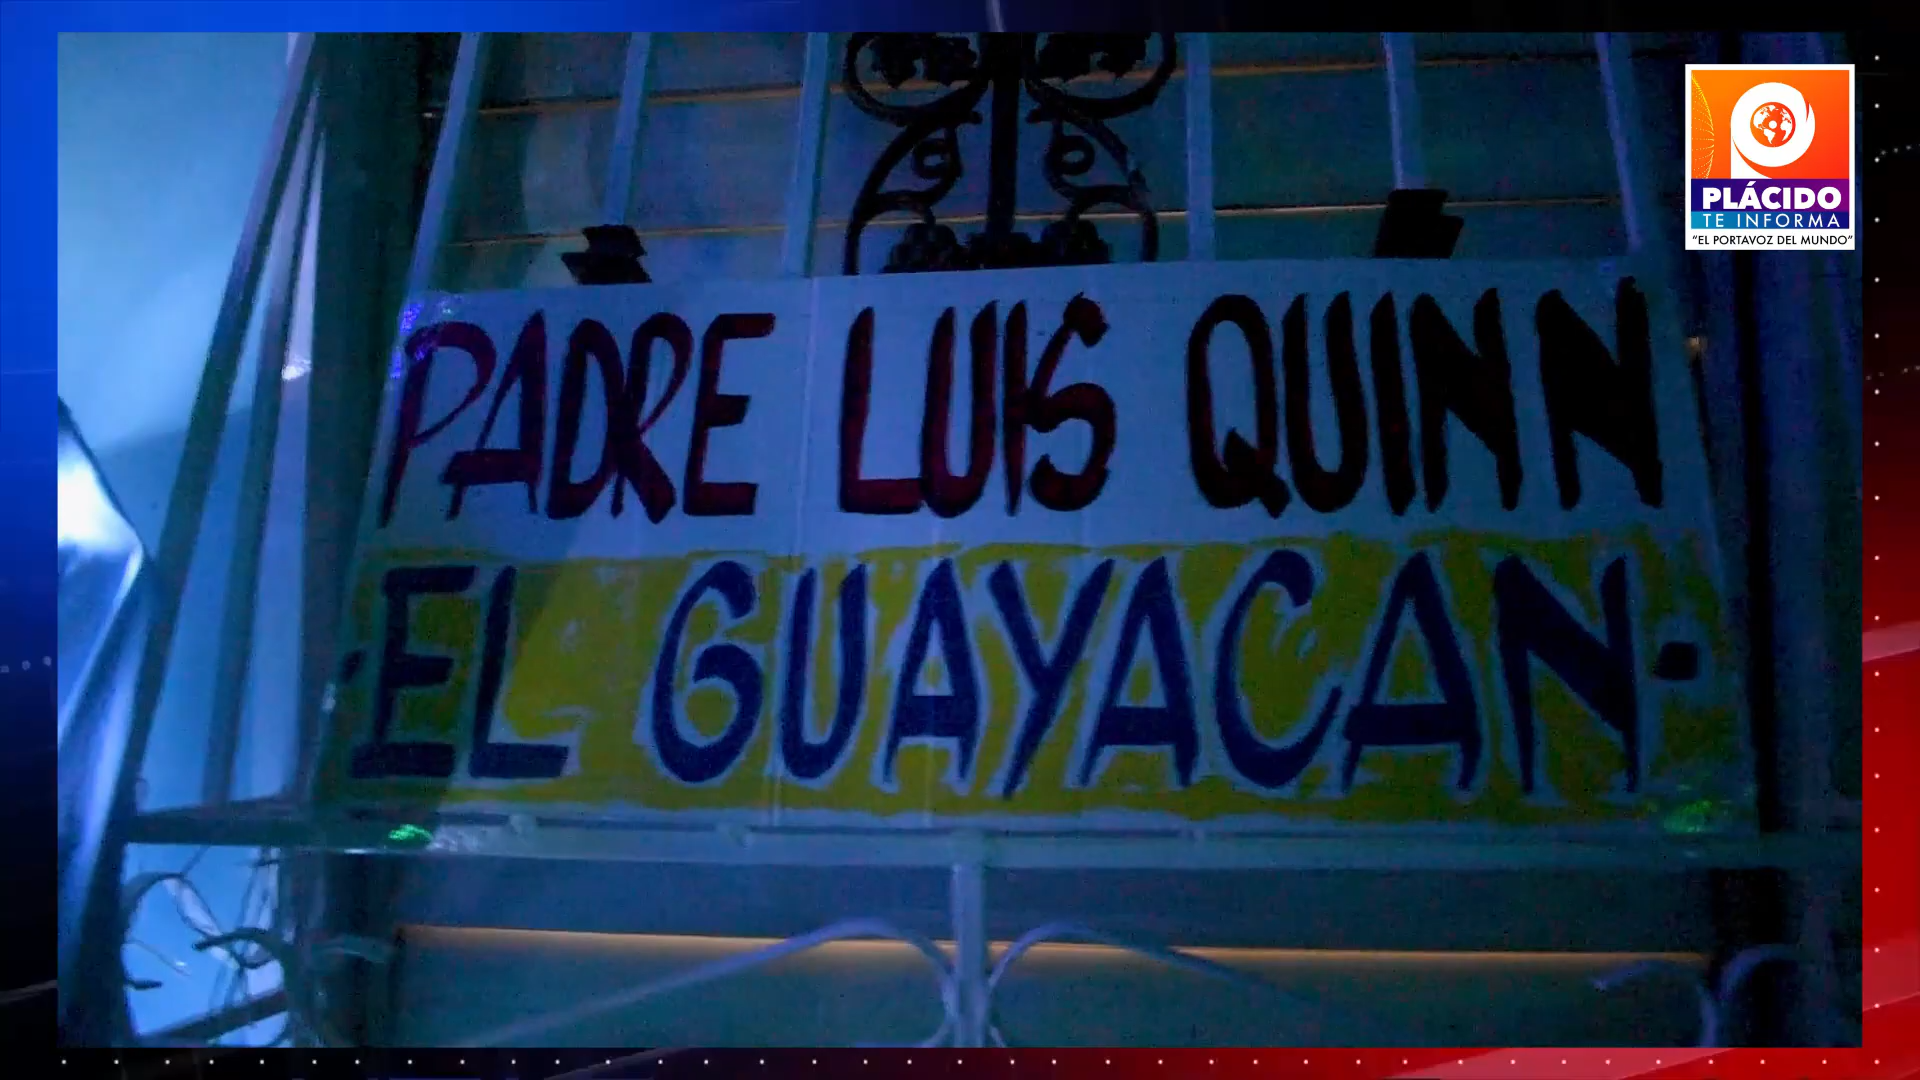 PADRE LUIS QUINN
·EL GUAYACAN·
PLÁCIDO
TE INFORMA
"EL PORTAVOZ DEL MUNDO"